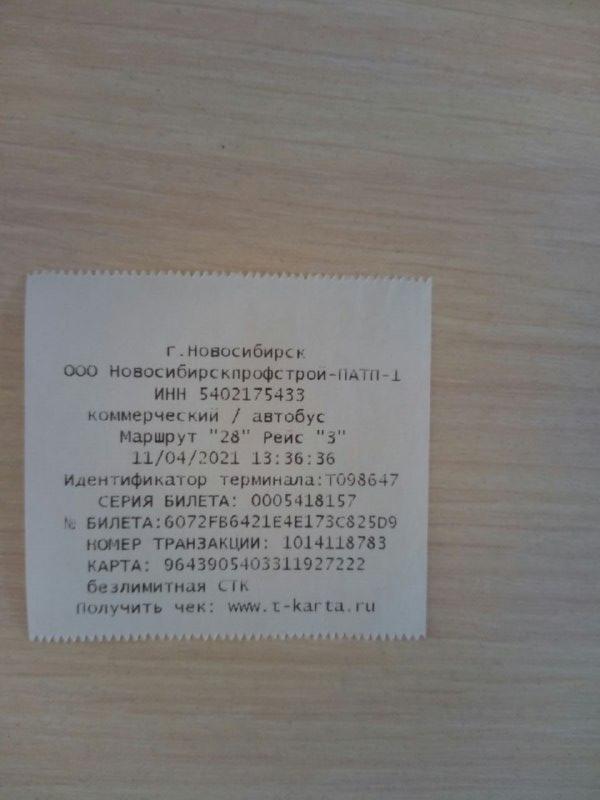 г.Новосибирск
ООО Новосибирскпрофстрой-ПАТП-1
ИНН 5402175433
коммерческий / автобус
Маршрут "28" Рейс "3"
11/04/2021 13:36:36
Идентификатор терминала:T098647
СЕРИЯ БИЛЕТА: 0005418157
№ БИЛЕТА:6072FB6421E4E173C825D9
НОМЕР ТРАНЗАКЦИИ: 1014118783
КАРТА: 9643905403311927222
безлимитная СТК
Получить чек: www.t-karta.ru